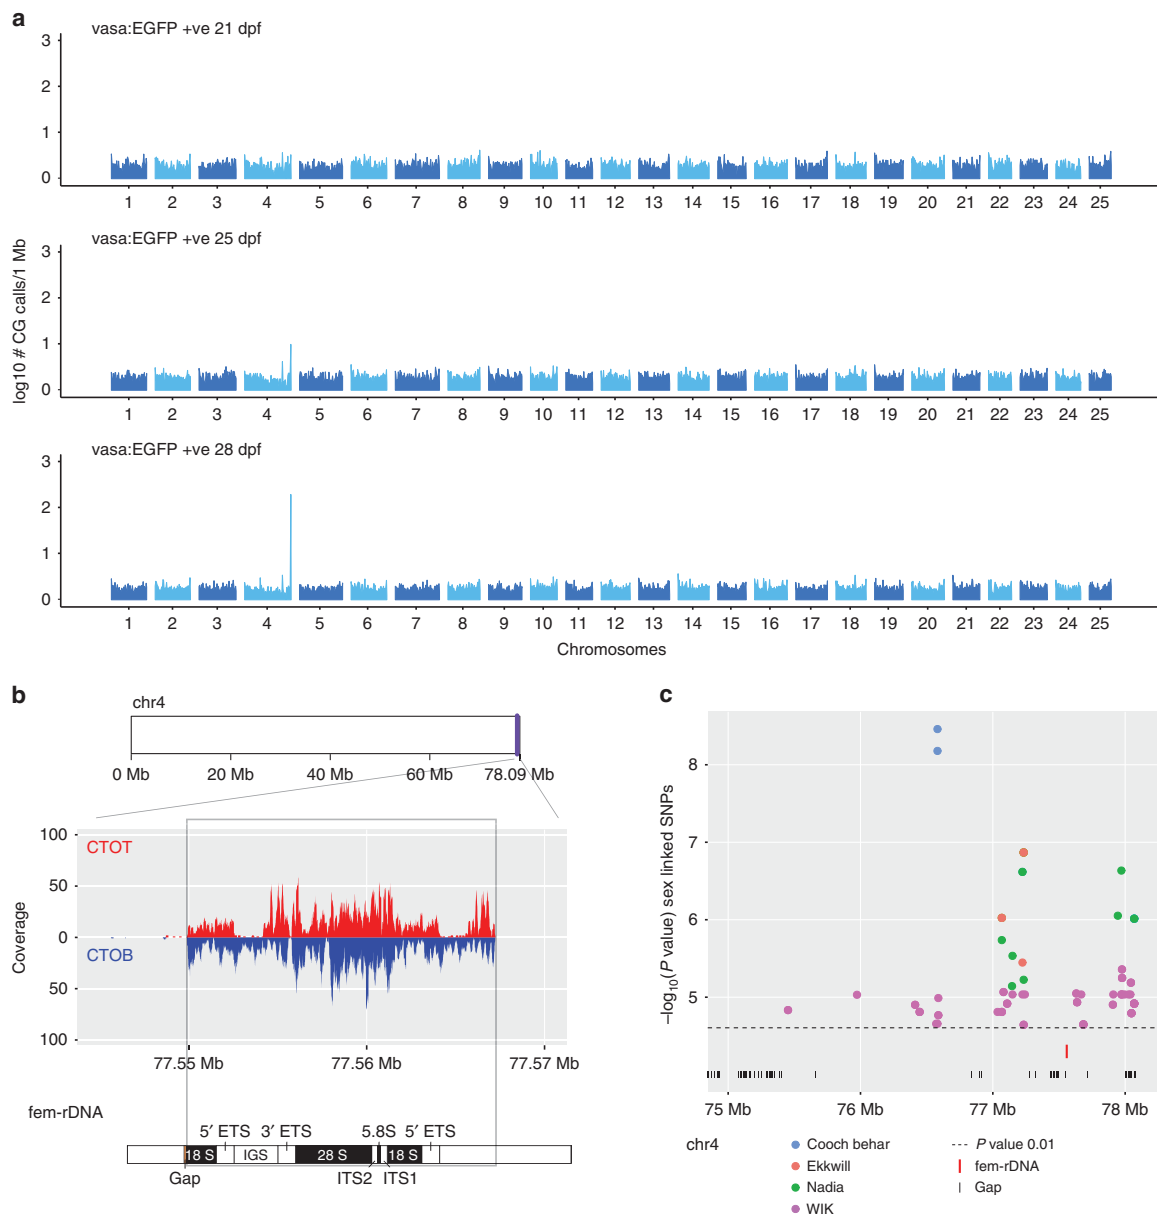 a
vasa:EGFP +ve 21 dpf
3
2
1
0
1 2 3 4 5 6 7 8 9 10 11 12 13 14 15 16 17 18 19 20 21 22 23 24 25
vasa:EGFP +ve 25 dpf
3
2
1
0
1 2 3 4 5 6 7 8 9 10 11 12 13 14 15 16 17 18 19 20 21 22 23 24 25
log10 # CG calls/1 Mb
vasa:EGFP +ve 28 dpf
3
2
1
0
1 2 3 4 5 6 7 8 9 10 11 12 13 14 15 16 17 18 19 20 21 22 23 24 25
Chromosomes
b
chr4
0 Mb 20 Mb 40 Mb 60 Mb 78.09 Mb
Coverage
100
50
0
50
100
CTOT
CTOB
77.55 Mb 77.56 Mb 77.57 Mb
fem-rDNA
5′ ETS 3′ ETS 5.8S 5′ ETS
18 S IGS 28 S 18 S
Gap ITS2 ITS1
c
–log10(P value) sex linked SNPs
8
7
6
5
75 Mb 76 Mb 77 Mb 78 Mb
chr4
Cooch behar
Ekkwill
Nadia
WIK
P value 0.01
fem-rDNA
Gap